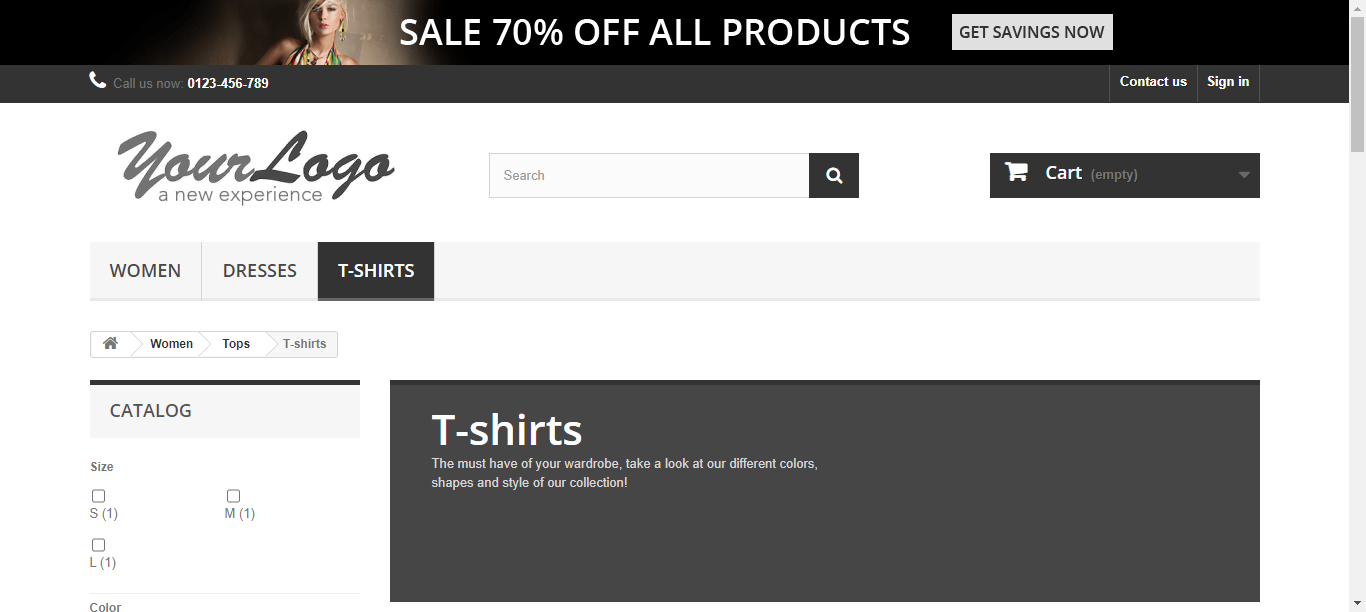 SALE 70% OFF ALL PRODUCTS GET SAVINGS NOW
Call us now: 0123-456-789 Contact us Sign in
Your Logo
a new experience
Search
Cart (empty)
WOMEN DRESSES T-SHIRTS
Women Tops T-shirts
CATALOG
Size
S (1) M (1)
L (1)
Color
T-shirts
The must have of your wardrobe, take a look at our different colors,
shapes and style of our collection!